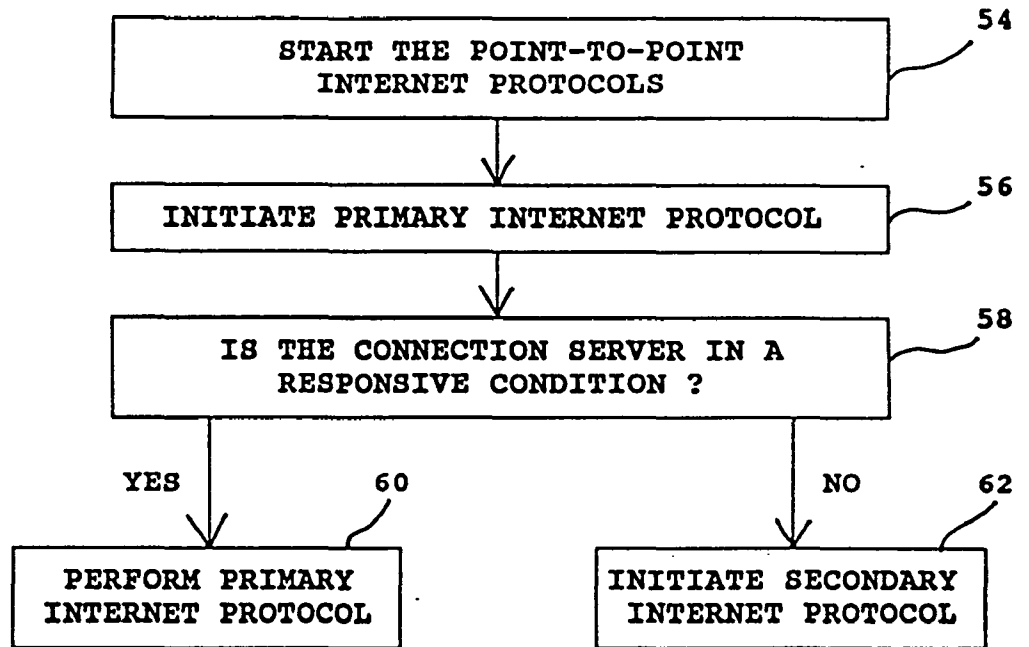 54
START THE POINT-TO-POINT
INTERNET PROTOCOLS
56
INITIATE PRIMARY INTERNET PROTOCOL
58
IS THE CONNECTION SERVER IN A
RESPONSIVE CONDITION ?
YES
60
NO
62
PERFORM PRIMARY
INTERNET PROTOCOL
INITIATE SECONDARY
INTERNET PROTOCOL